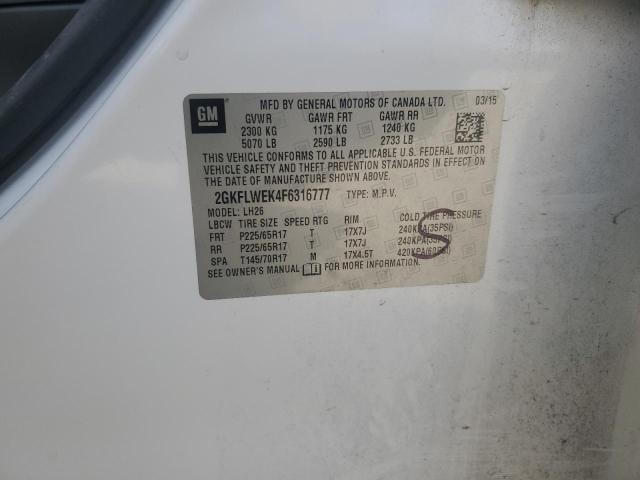 GM
MFD BY GENERAL MOTORS OF CANADA LTD. 03/15
GVWR GAWR FRT GAWR RR
2300 KG 1175 KG 1240 KG
5070 LB 2590 LB 2733 LB
THIS VEHICLE CONFORMS TO ALL APPLICABLE U.S. FEDERAL MOTOR
VEHICLE SAFETY AND THEFT PREVENTION STANDARDS IN EFFECT ON
THE DATE OF MANUFACTURE SHOWN ABOVE.
2GKFLWEK4F6316777 TYPE: M.P.V.
MODEL: LH26
LBCW TIRE SIZE SPEED RTG RIM COLD TIRE PRESSURE
FRT P225/65R17 T 17X7J 240KPA(35PSI)
RR P225/65R17 T 17X7J 240KPA(35PSI)
SPA T145/70R17 M 17X4.5T 420KPA(60PSI)
SEE OWNER'S MANUAL FOR MORE INFORMATION
S